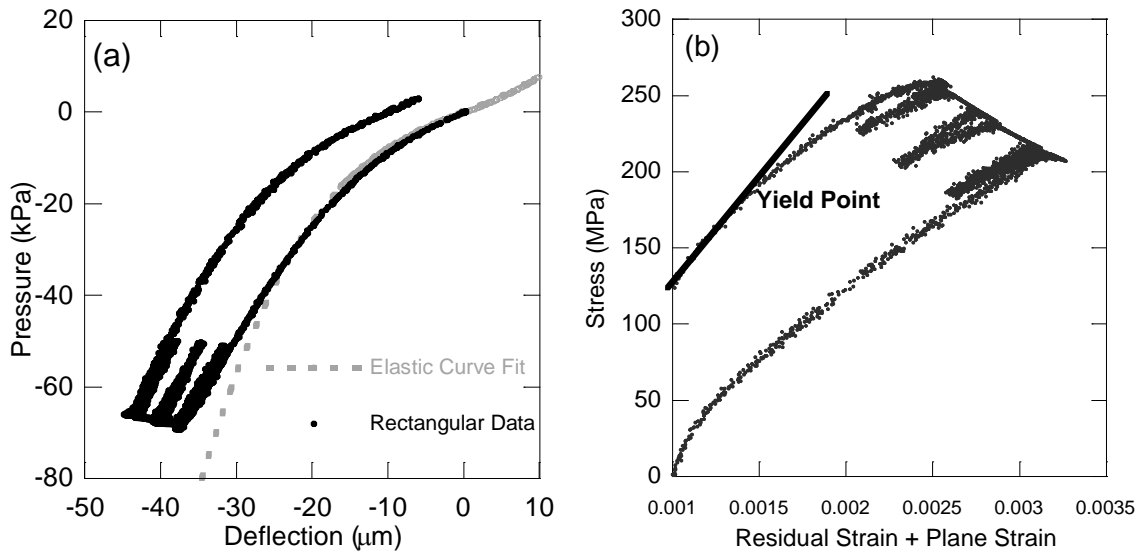 (a)
20
0
-20
-40
-60
-80
Pressure (kPa)
Elastic Curve Fit
Rectangular Data
-50
-40
-30
-20
-10
0
10
Deflection (μm)
(b)
300
250
200
150
100
50
0
Stress (MPa)
Yield Point
0.001
0.0015
0.002
0.0025
0.003
0.0035
Residual Strain + Plane Strain